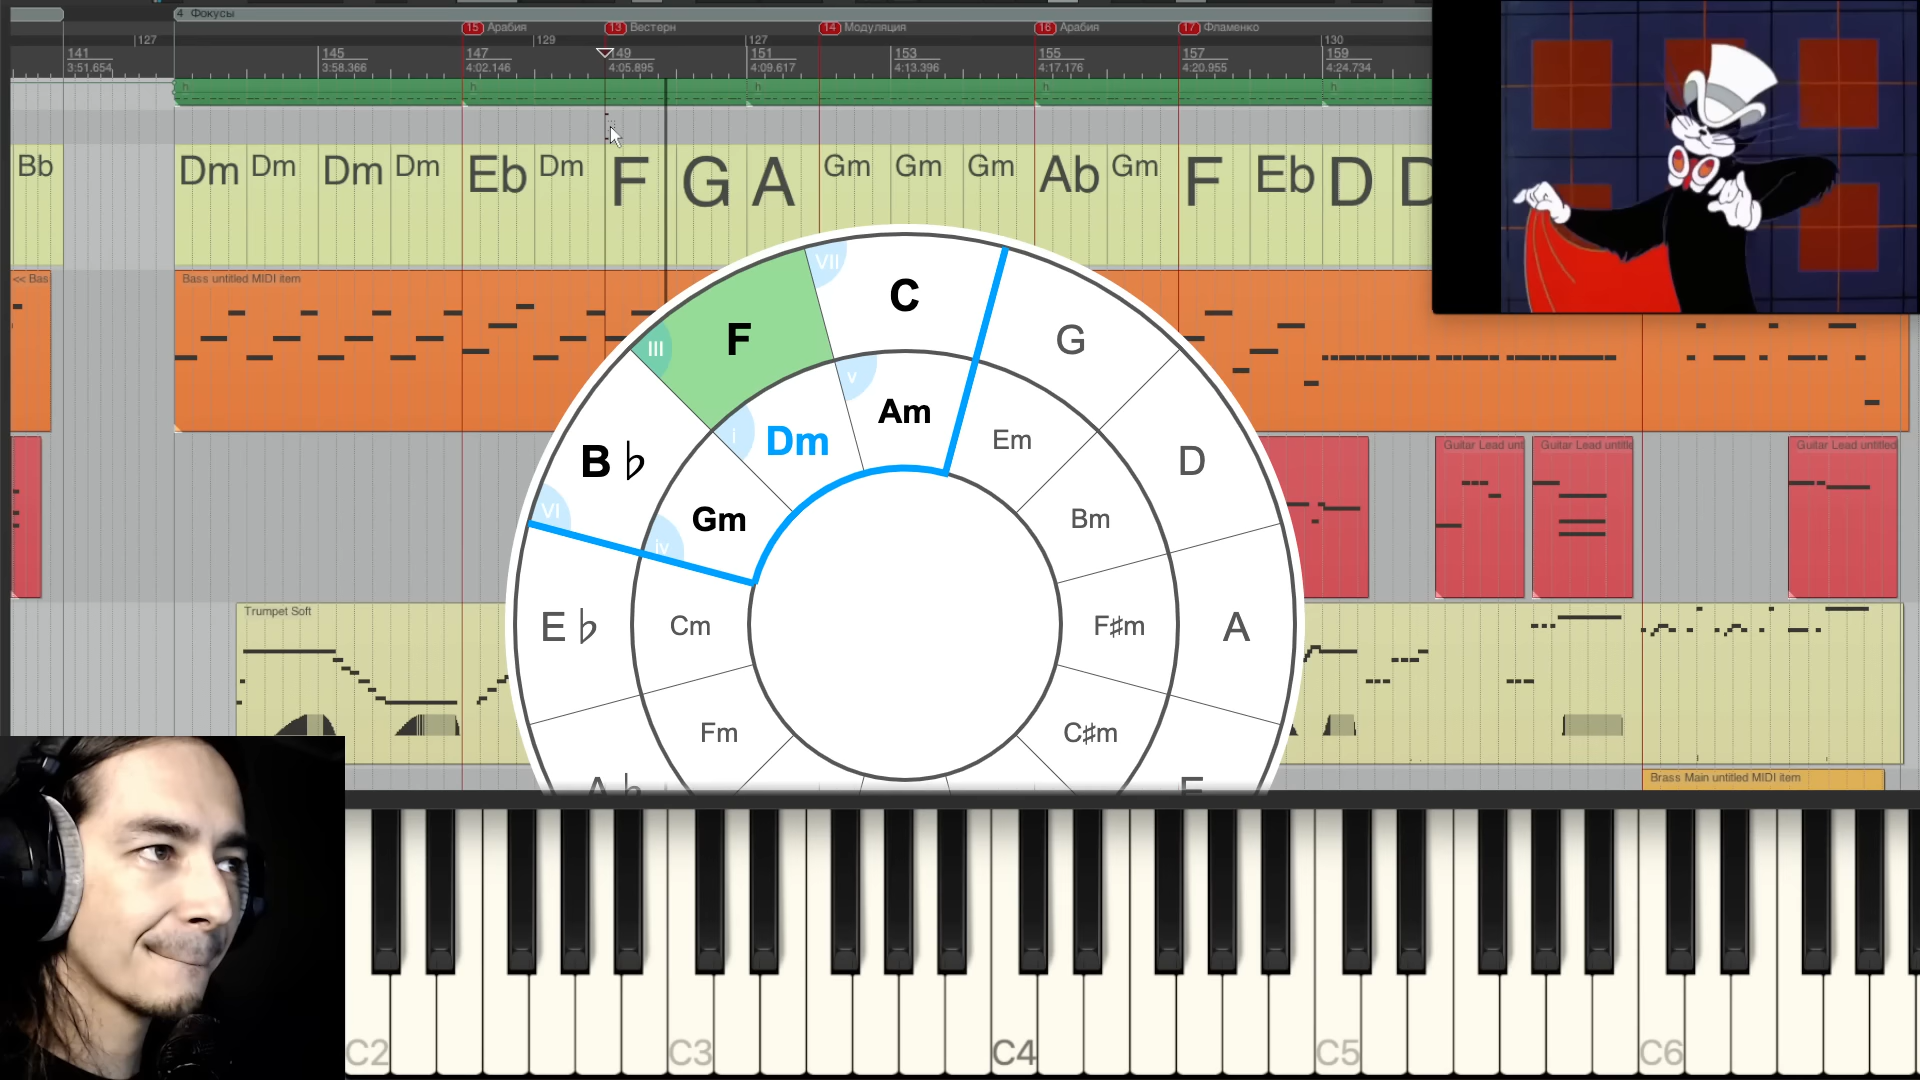 4 Фокусы
15 Арабия 13 Вестерн 14 Модуляция 16 Арабия 17 Фламенко
127 129 127 130
141 145 147 49 151 153 155 157 159
3:51.654 3:58.366 4:02.146 4:05.895 4:09.617 4:13.396 4:17.176 4:20.955 4:24.734
h h h h h
Bb Dm Dm Dm Dm Eb Dm F G A Gm Gm Gm Ab Gm F Eb D D
<< Bas Bass untitled MIDI item
VII C
III F G
v Am
i Dm Em
B♭ D
VI
iv Gm Bm
E♭ Cm F♯m A
Fm C♯m
Guitar Lead unt Guitar Lead untitle Guitar Lead untitled
Trumpet Soft
Brass Main untitled MIDI item
C2 C3 C4 C5 C6